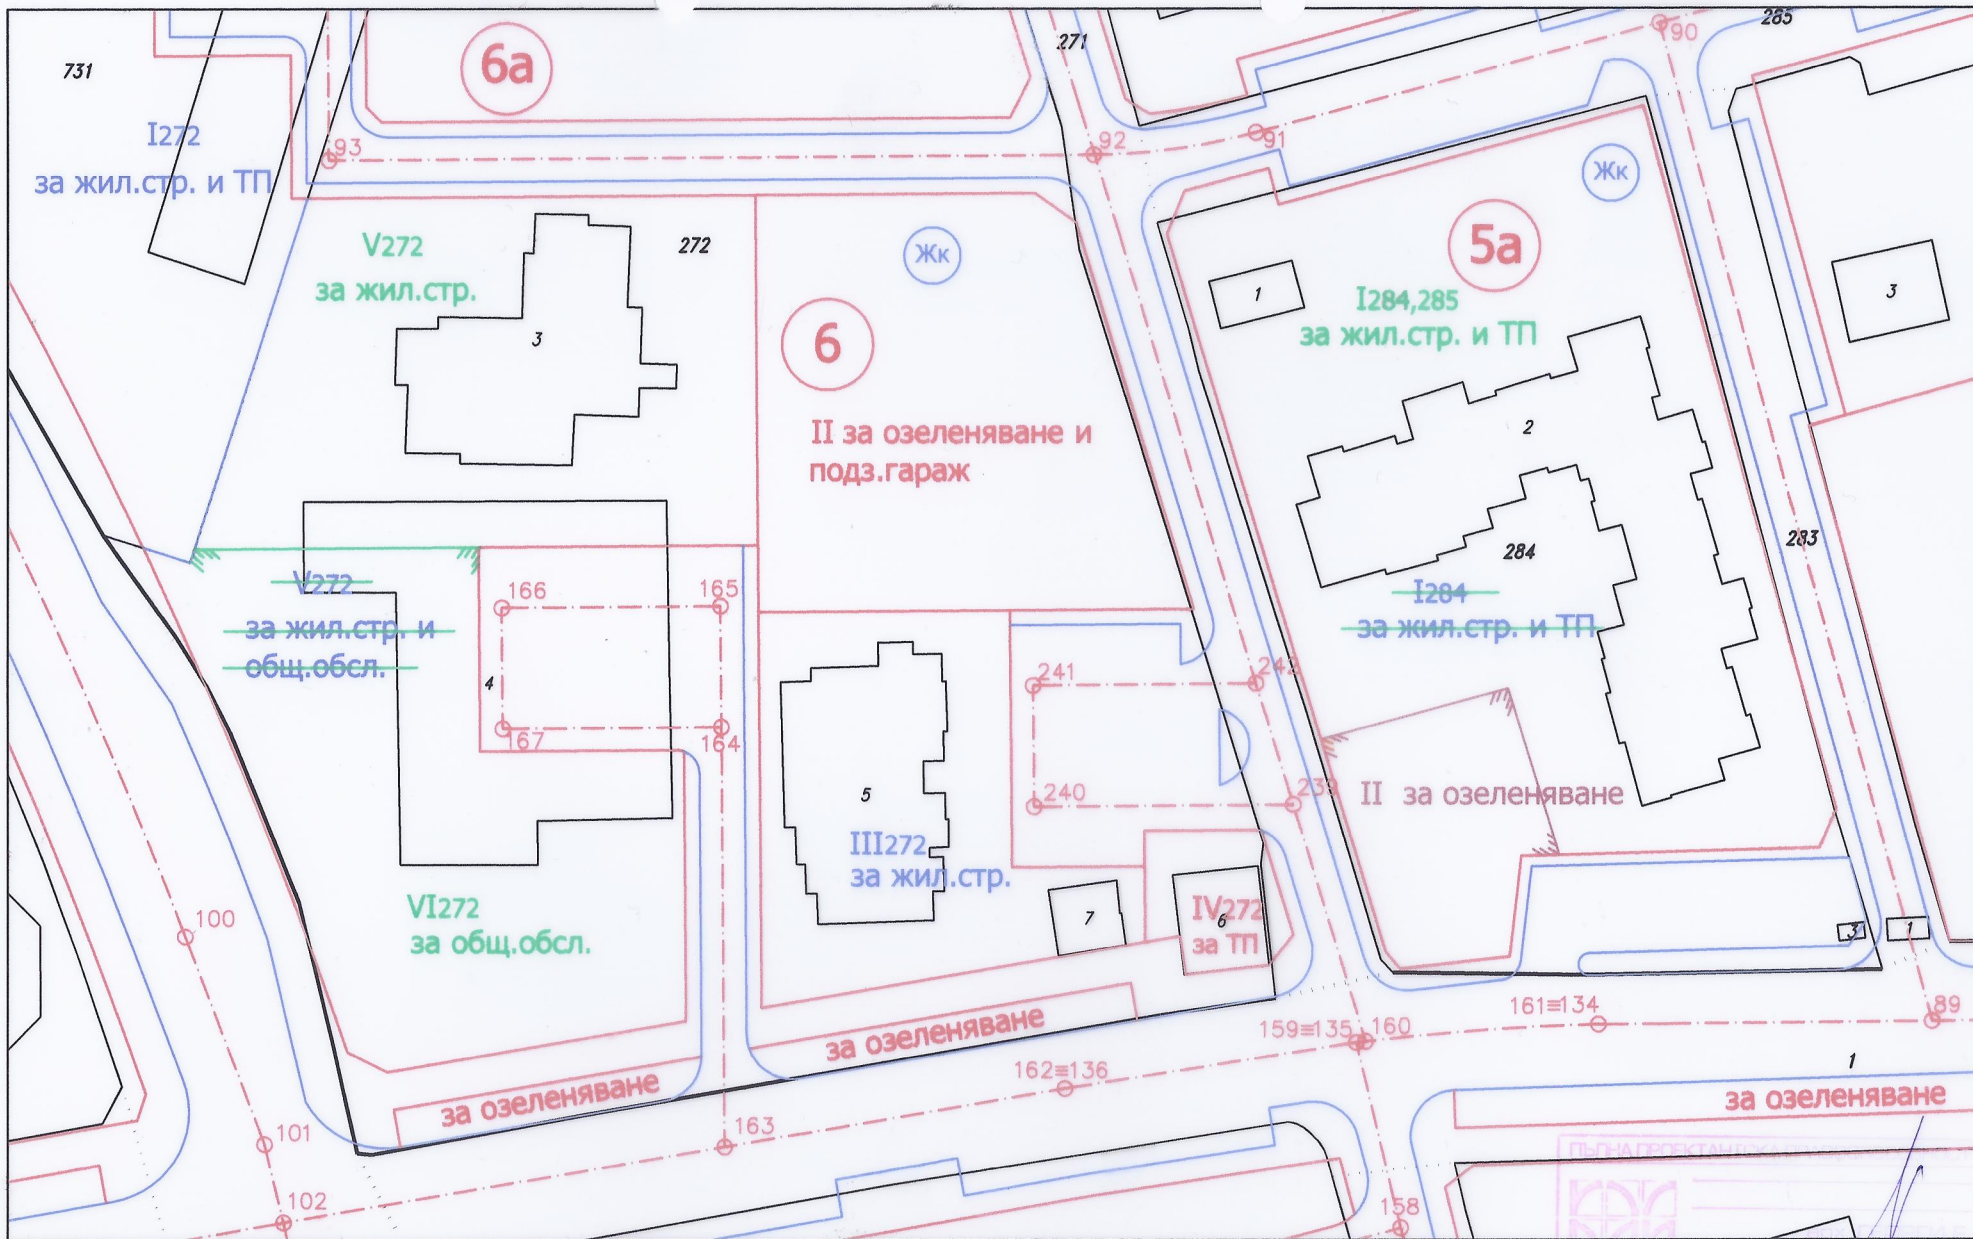 285
271
6а
90
731
I272
за жил.стр. и ТП
93
92
91
Жк
V272
за жил.стр.
272
Жк
5а
1
I284,285
за жил.стр. и ТП
3
3
6
II за озеленяване и
подз.гараж
2
284
283
V272
за жил.стр. и
общ.обсл.
166
165
I284
за жил.стр. и ТП
4
241
242
167
164
5
240
239
II за озеленяване
III272
за жил.стр.
VI272
за общ.обсл.
7
6
IV272
за ТП
3
1
100
161≡134
89
за озеленяване
159≡135
160
162≡136
1
за озеленяване
за озеленяване
101
163
102
158